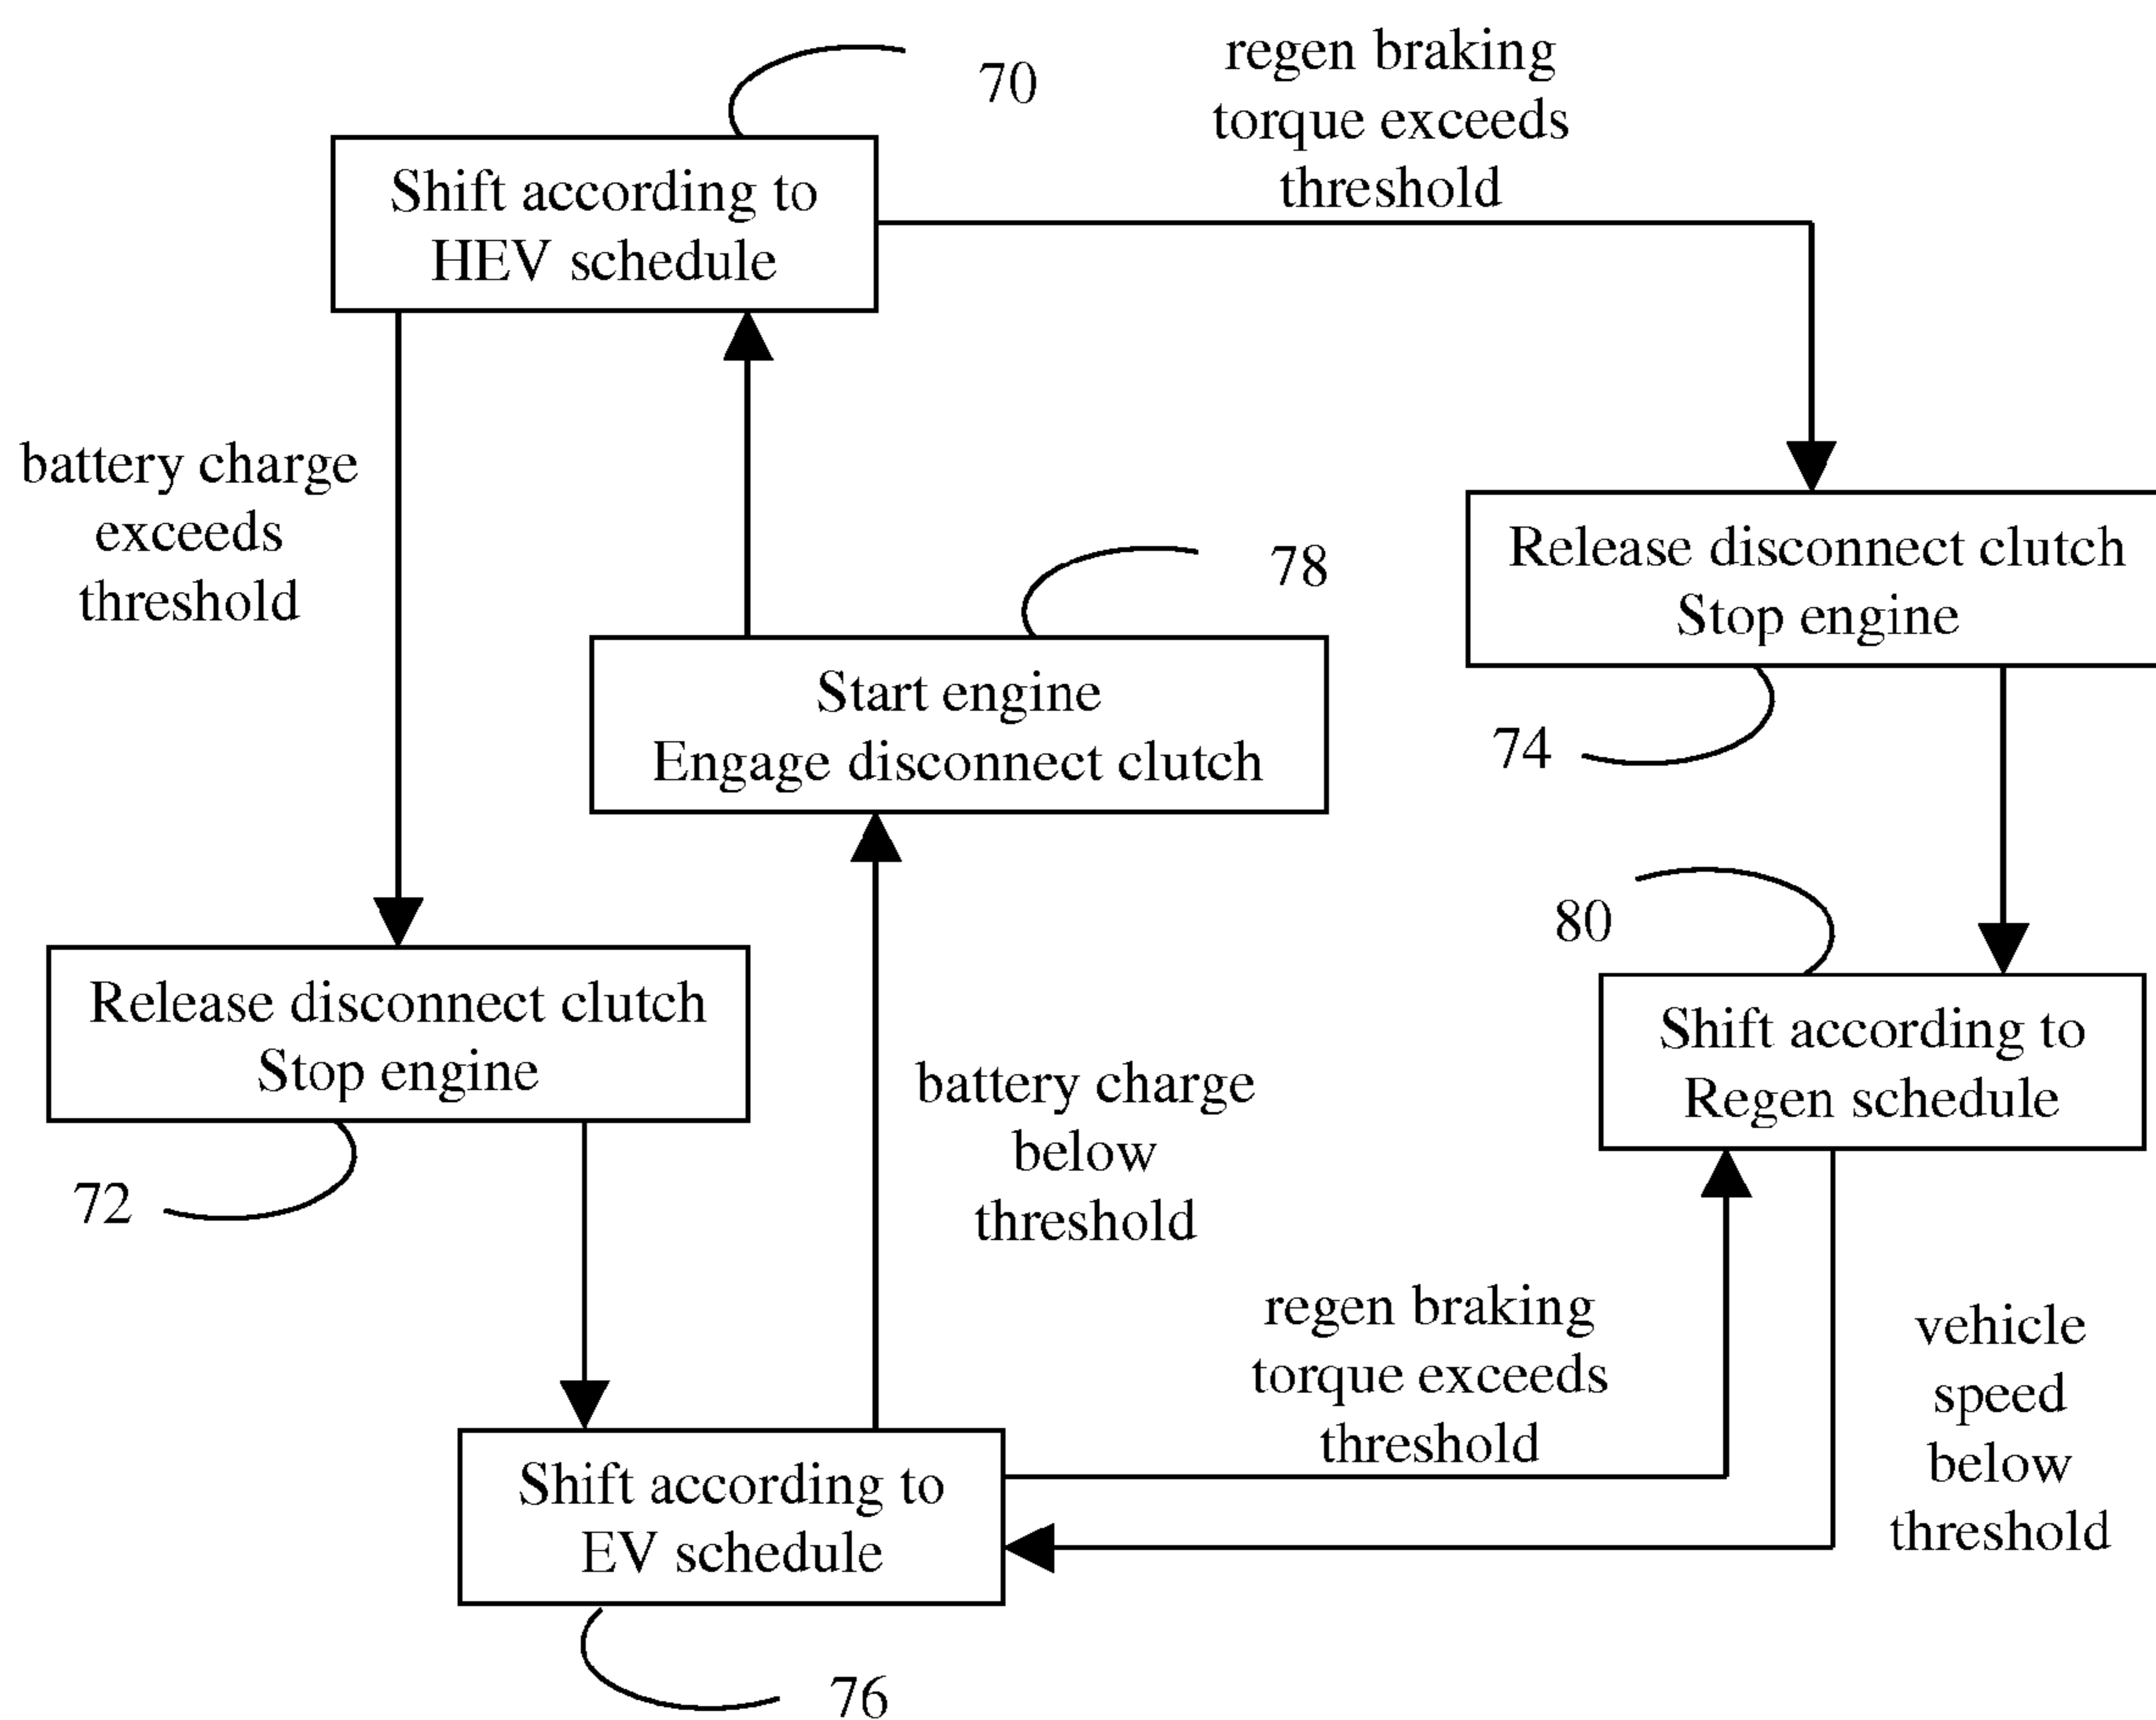 70
regen braking
torque exceeds
threshold
Shift according to
HEV schedule
battery charge
exceeds
threshold
78
Release disconnect clutch
Stop engine
Start engine
Engage disconnect clutch
74
80
Release disconnect clutch
Stop engine
Shift according to
Regen schedule
battery charge
below
threshold
72
regen braking
torque exceeds
threshold
vehicle
speed
below
threshold
Shift according to
EV schedule
76